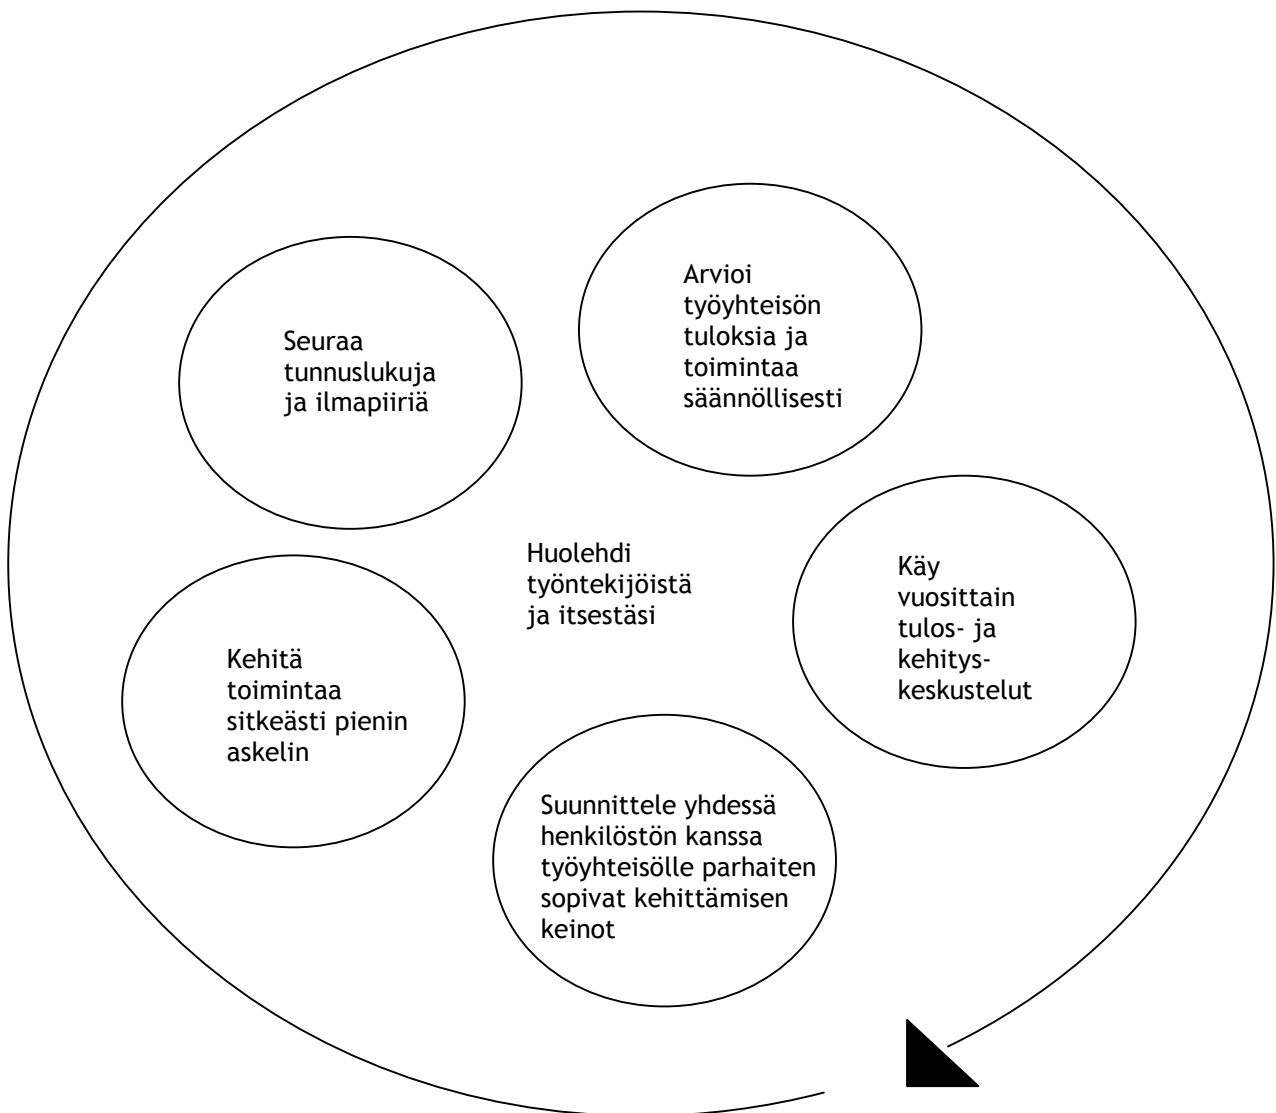 Arvioi
työyhteisön
tuloksia ja
toimintaa
säännöllisesti
Seuraa
tunnuslukuja
ja ilmapiiriä
Huolehdi
työntekijöistä
ja itsestäsi
Käy
vuosittain
tulos- ja
kehitys-
keskustelut
Kehitä
toimintaa
sitkeästi pienin
askelin
Suunnittele yhdessä
henkilöstön kanssa
työyhteisölle parhaiten
sopivat kehittämisen
keinot